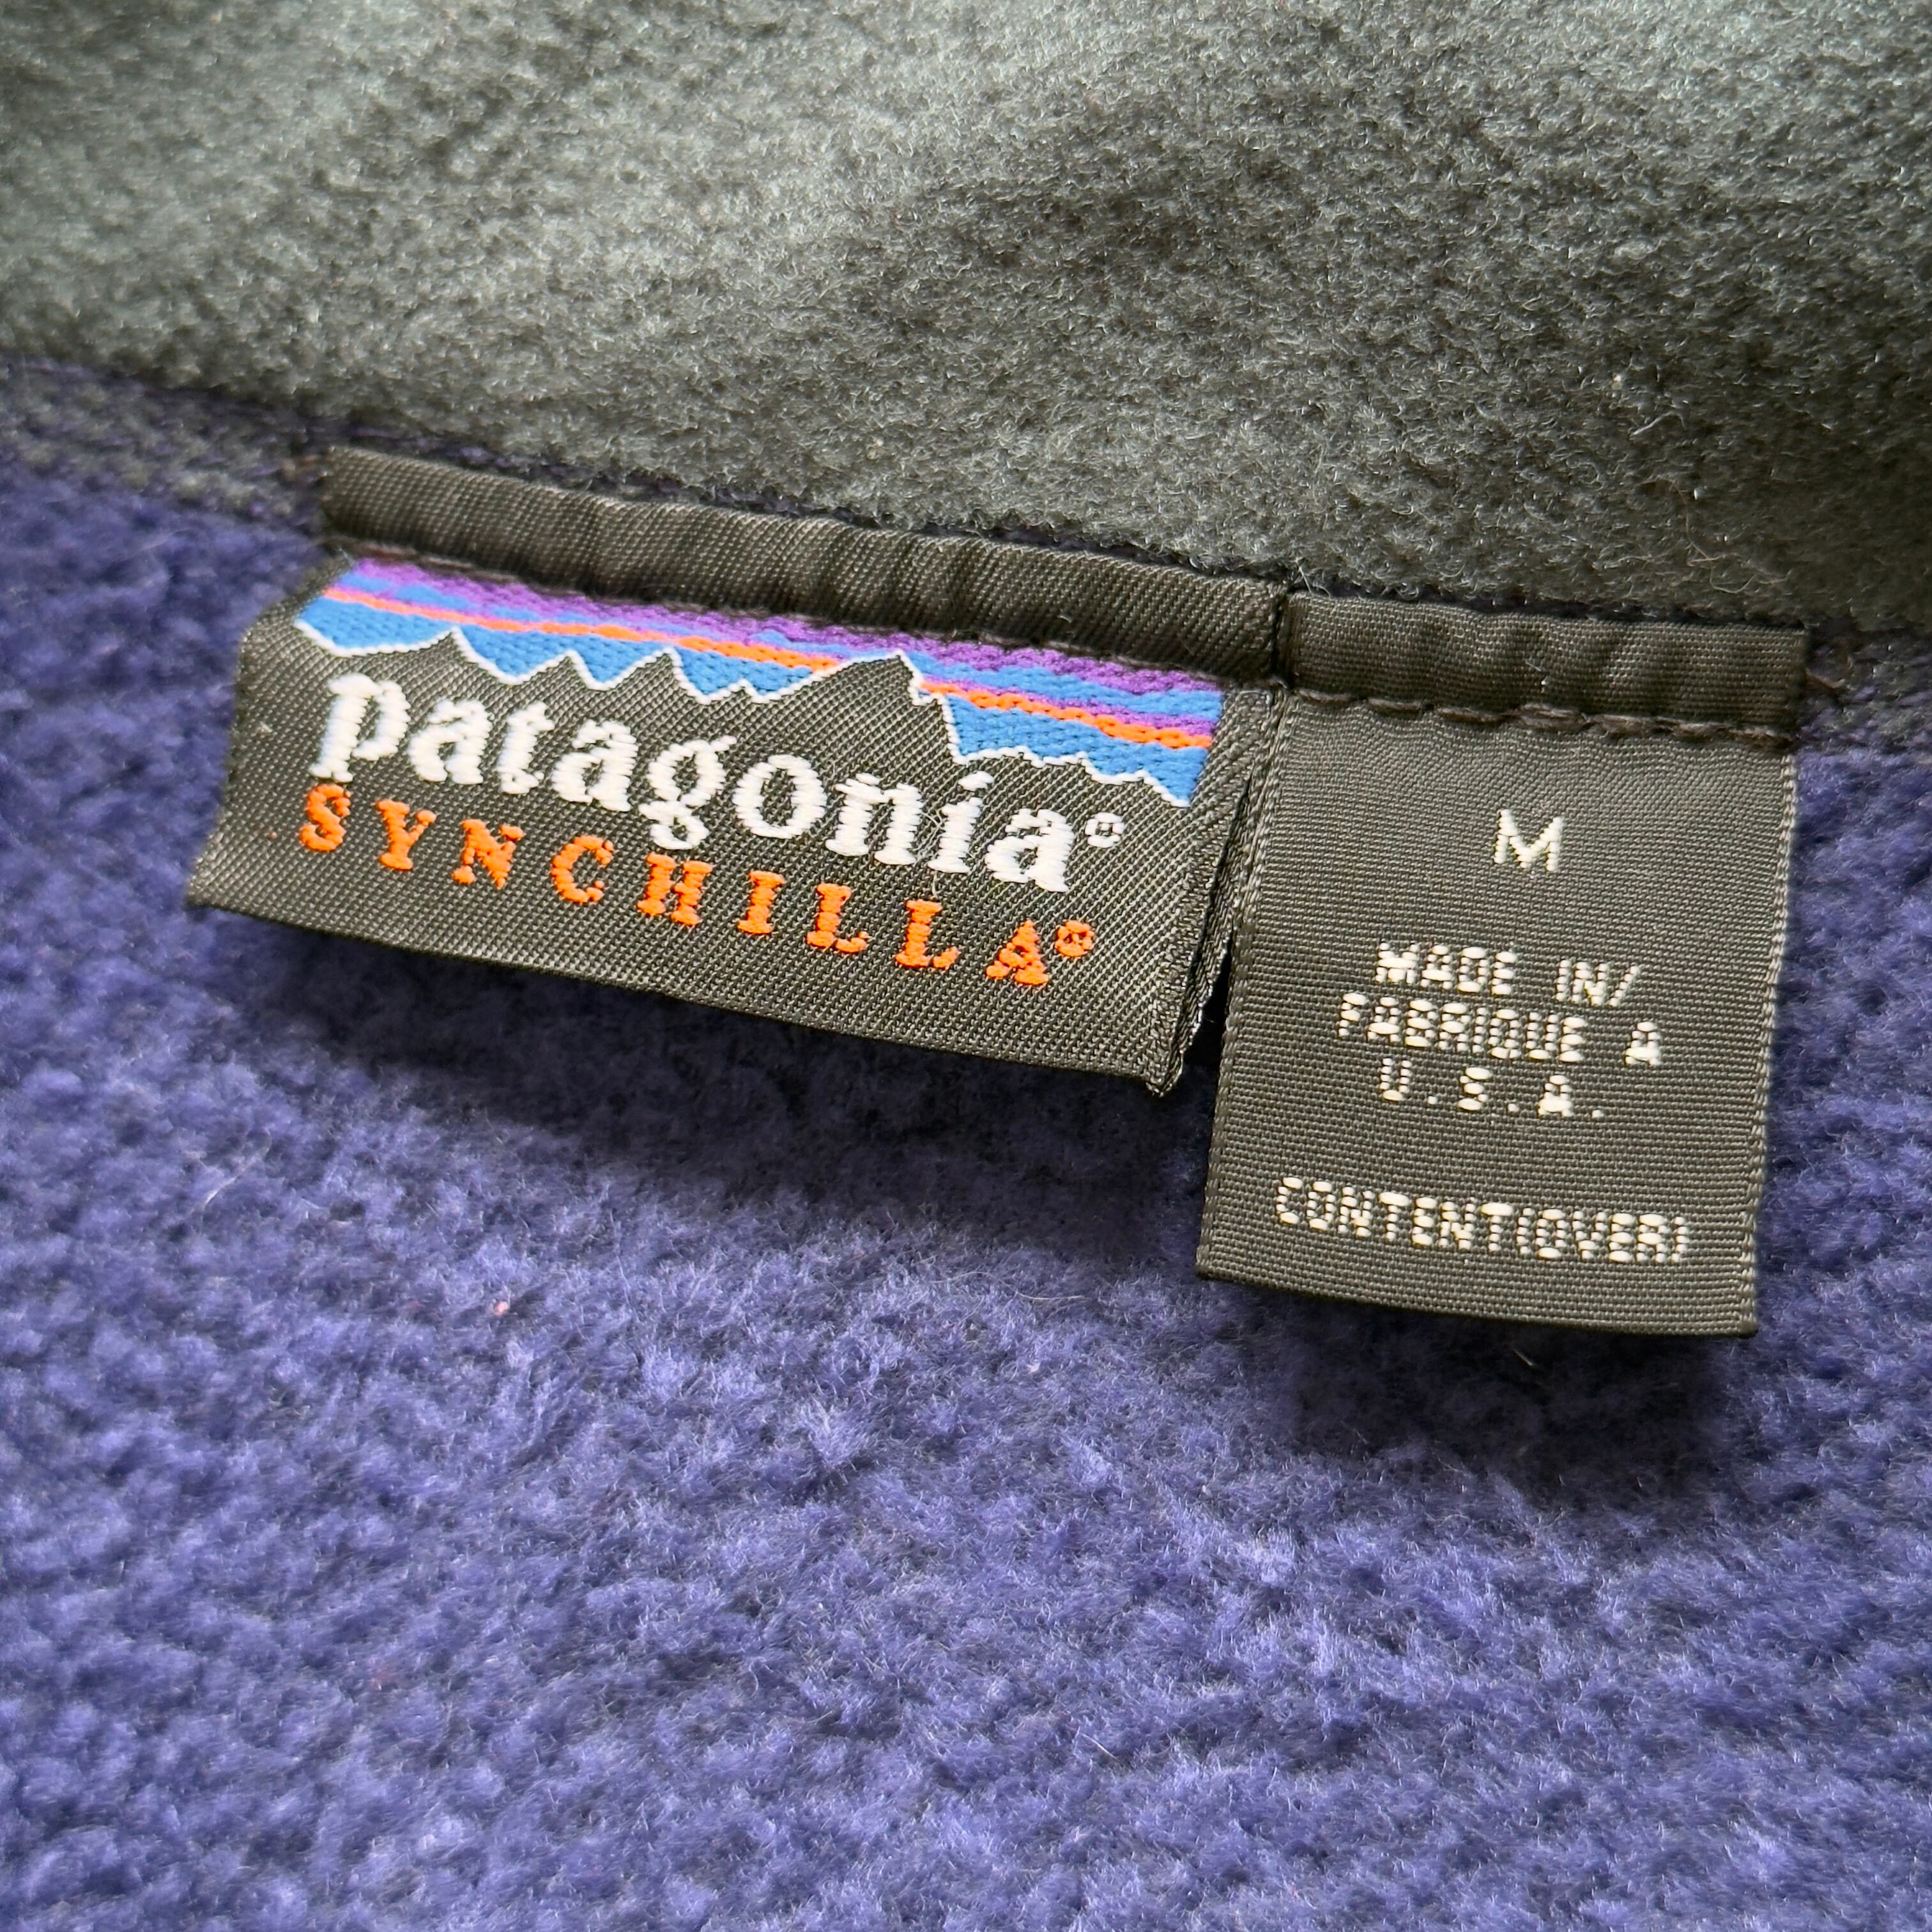 patagonia®
SYNCHILLA®
M
MADE IN/
FABRIQUE A
U.S.A.
CONTENT(OVER)